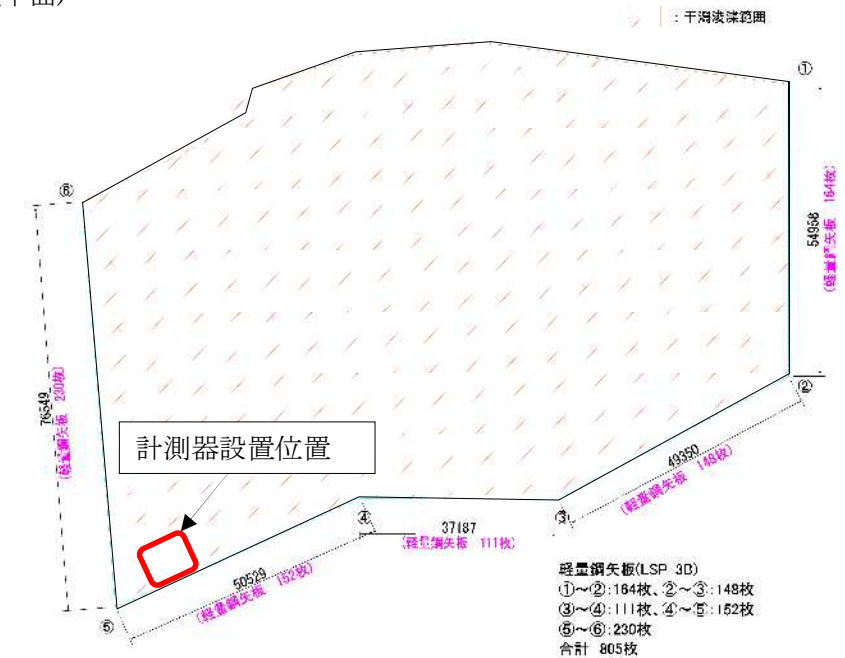 ：干潟浚渫範囲
①
54958
(軽量鋼矢板 164枚)
⑥
76549
(軽量鋼矢板 230枚)
②
49350
(軽量鋼矢板 148枚)
計測器設置位置
④
③
37187
(軽量鋼矢板 111枚)
50529
(軽量鋼矢板 152枚)
⑤
軽量鋼矢板(LSP 3D)
①～②:164枚、②～③:148枚
③～④:111枚、④～⑤:152枚
⑤～⑥:230枚
合計 805枚